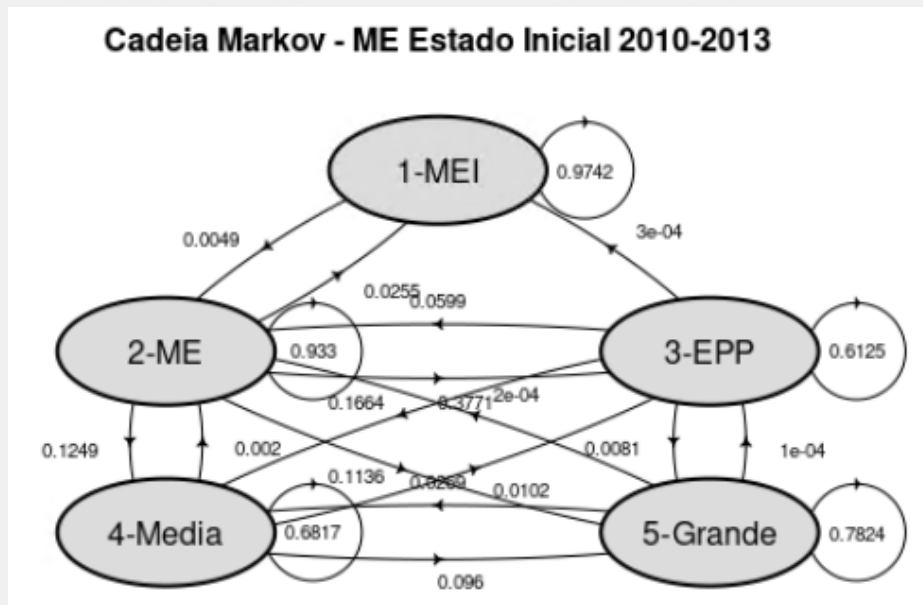 Cadeia Markov - ME Estado Inicial 2010-2013
1-MEI
0.9742
0.0049
3e-04
0.0255
0.0599
2-ME
0.933
3-EPP
0.6125
0.1664
0.3771
2e-04
0.1249
0.002
0.0081
1e-04
0.1136
0.0269
0.0102
4-Media
0.6817
5-Grande
0.7824
0.096